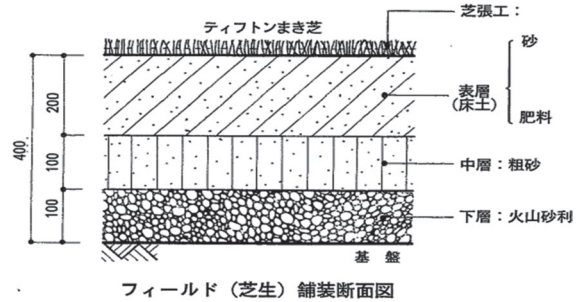 芝張工：
ティフトンまき芝
砂
表層
(床土)
肥料
中層：粗砂
下層：火山砂利
基盤
400
200
100
100
フィールド（芝生）舗装断面図